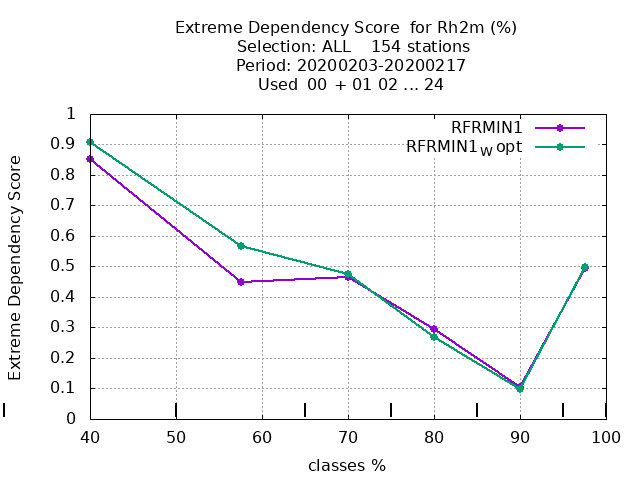 Extreme Dependency Score  for Rh2m (%)
Selection: ALL    154 stations
Period: 20200203-20200217
Used  00  + 01 02 ... 24
RFRMIN1
RFRMIN1_W opt
Extreme Dependency Score
1
0.9
0.8
0.7
0.6
0.5
0.4
0.3
0.2
0.1
0
40 50 60 70 80 90 100
classes %